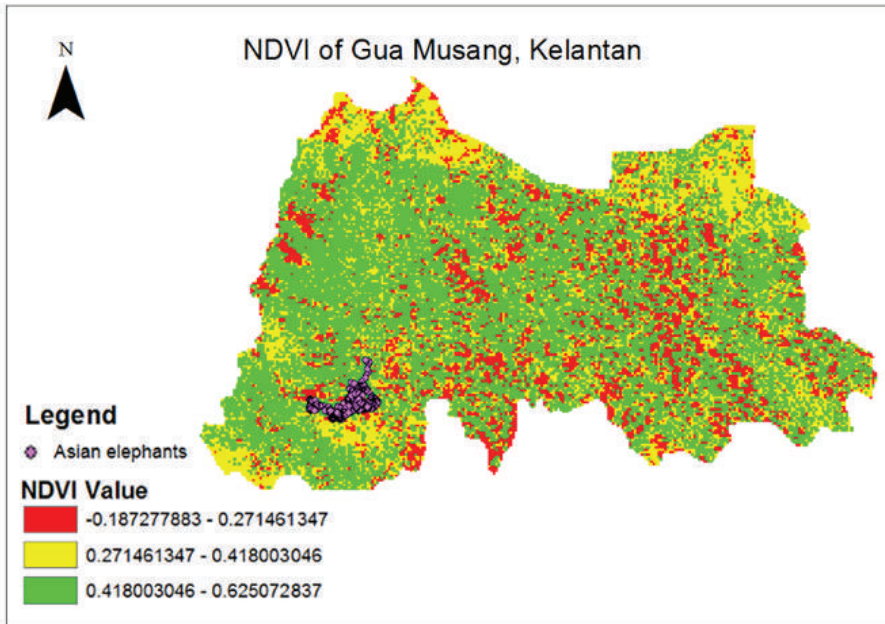 NDVI of Gua Musang, Kelantan
N
Legend
Asian elephants
NDVI Value
-0.187277883 - 0.271461347
0.271461347 - 0.418003046
0.418003046 - 0.625072837